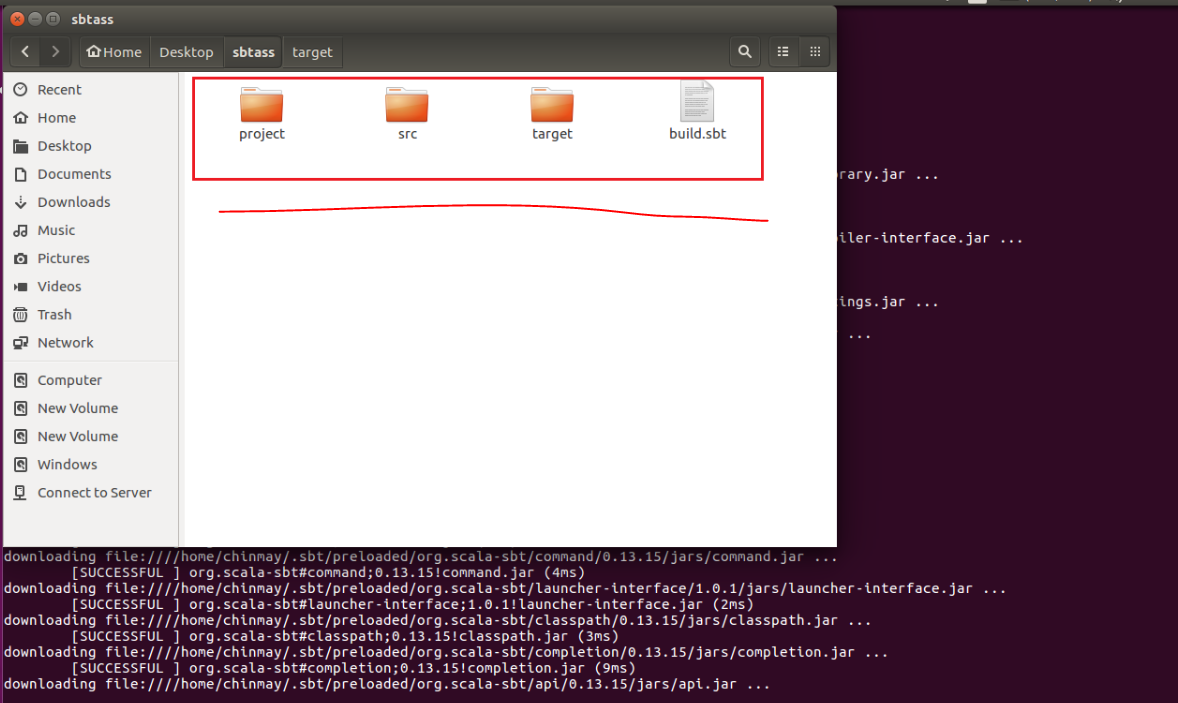 sbtass
Home Desktop sbtass target
Recent
Home
Desktop
Documents
Downloads
Music
Pictures
Videos
Trash
Network
Computer
New Volume
New Volume
Windows
Connect to Server
project src target build.sbt
rary.jar ...
iler-interface.jar ...
ings.jar ...
...
downloading file:////home/chinmay/.sbt/preloaded/org.scala-sbt/command/0.13.15/jars/command.jar ...
[SUCCESSFUL ] org.scala-sbt#command;0.13.15!command.jar (4ms)
downloading file:////home/chinmay/.sbt/preloaded/org.scala-sbt/launcher-interface/1.0.1/jars/launcher-interface.jar ...
[SUCCESSFUL ] org.scala-sbt#launcher-interface;1.0.1!launcher-interface.jar (2ms)
downloading file:////home/chinmay/.sbt/preloaded/org.scala-sbt/classpath/0.13.15/jars/classpath.jar ...
[SUCCESSFUL ] org.scala-sbt#classpath;0.13.15!classpath.jar (3ms)
downloading file:////home/chinmay/.sbt/preloaded/org.scala-sbt/completion/0.13.15/jars/completion.jar ...
[SUCCESSFUL ] org.scala-sbt#completion;0.13.15!completion.jar (9ms)
downloading file:////home/chinmay/.sbt/preloaded/org.scala-sbt/api/0.13.15/jars/api.jar ...